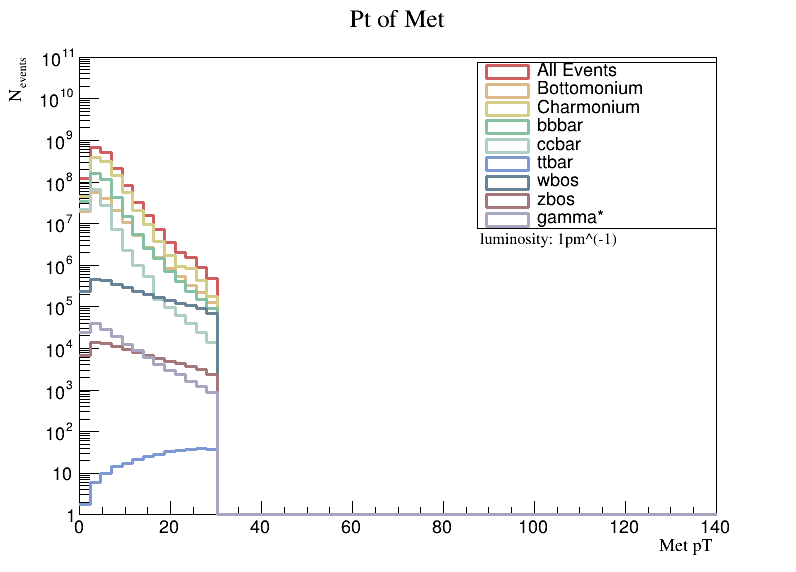 Pt of Met
N events
10^11
10^10
10^9
10^8
10^7
10^6
10^5
10^4
10^3
10^2
10
1
0 20 40 60 80 100 120 140
Met pT
All Events
Bottomonium
Charmonium
bbbar
ccbar
ttbar
wbos
zbos
gamma*
luminosity: 1pm^(-1)